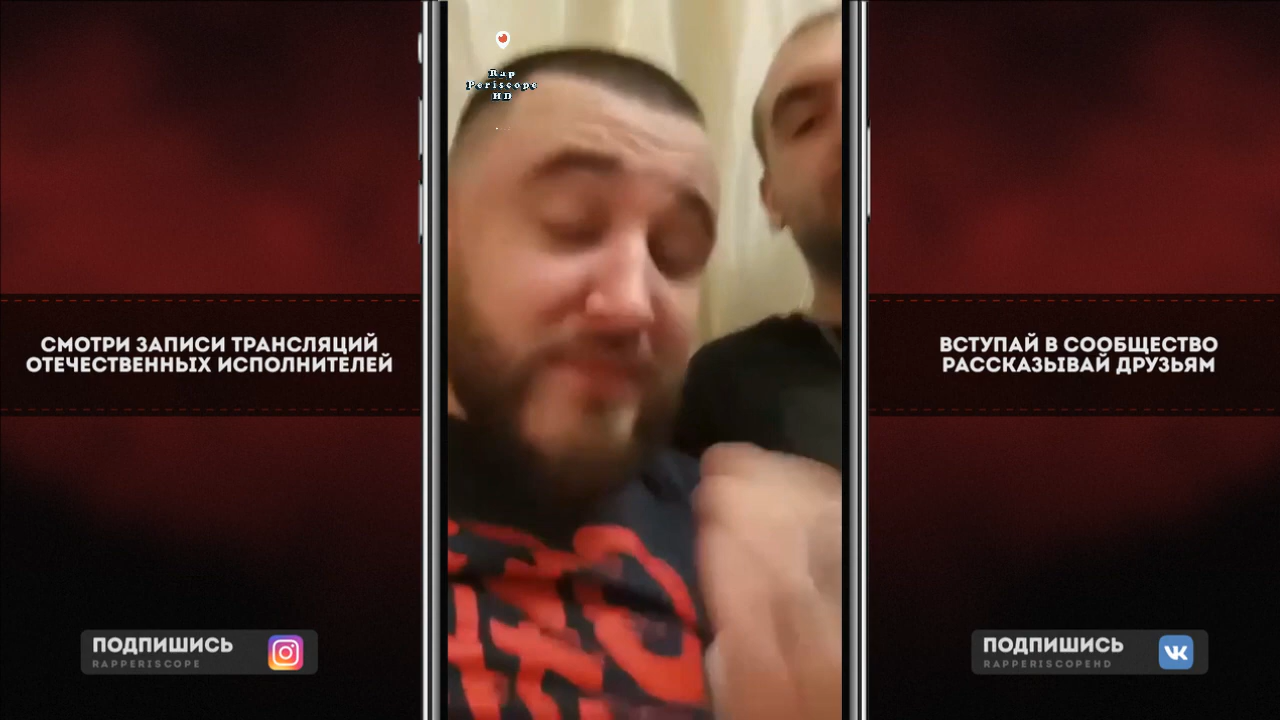 Rap
Periscope
HD
СМОТРИ ЗАПИСИ ТРАНСЛЯЦИЙ
ОТЕЧЕСТВЕННЫХ ИСПОЛНИТЕЛЕЙ
ВСТУПАЙ В СООБЩЕСТВО
РАССКАЗЫВАЙ ДРУЗЬЯМ
ПОДПИШИСЬ
RAPPERISCOPE
ПОДПИШИСЬ
RAPPERISCOPEHD